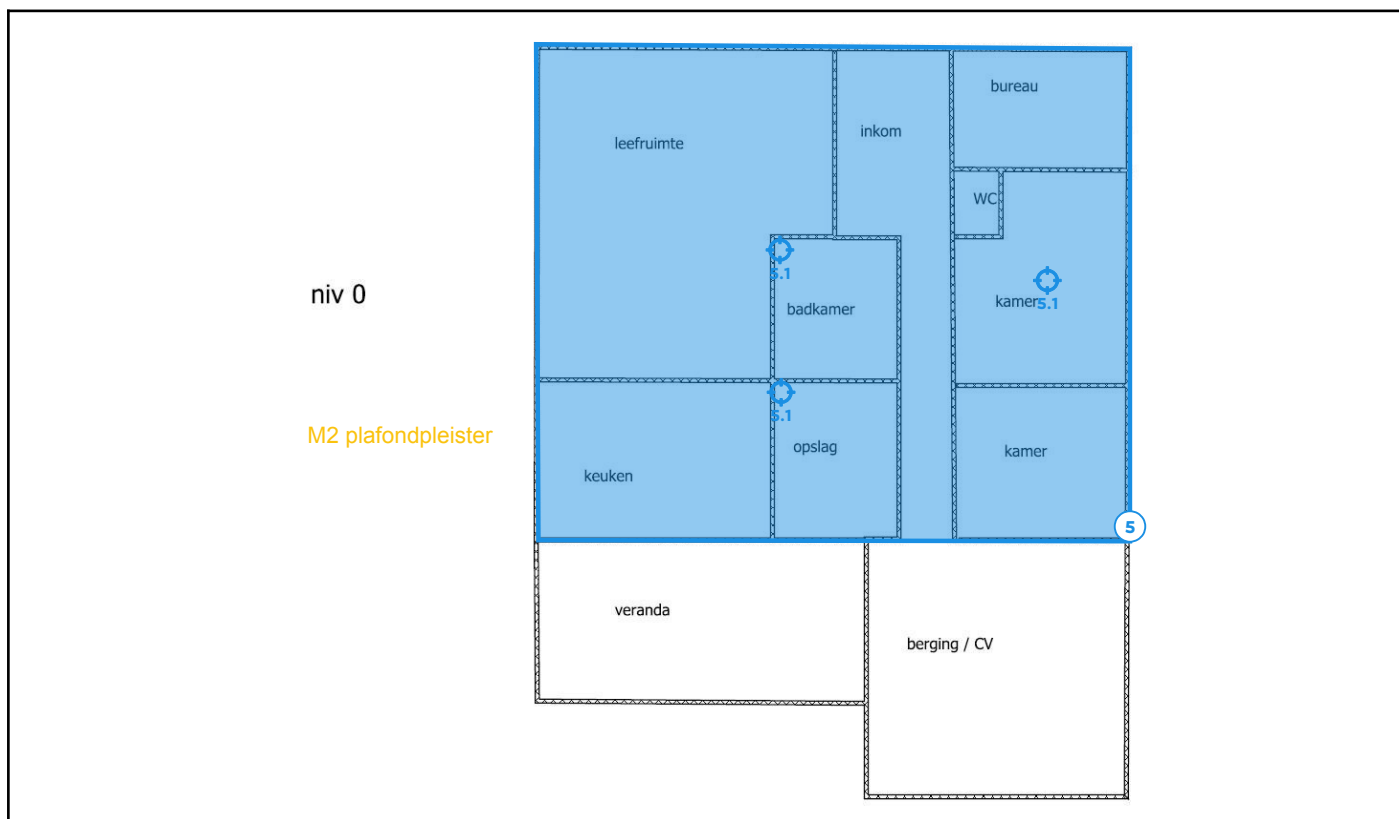 bureau
inkom
leefruimte
WC
5.1
niv 0
kamer
5.1
badkamer
5.1
M2 plafondpleister
opslag
kamer
keuken
5
veranda
berging / CV